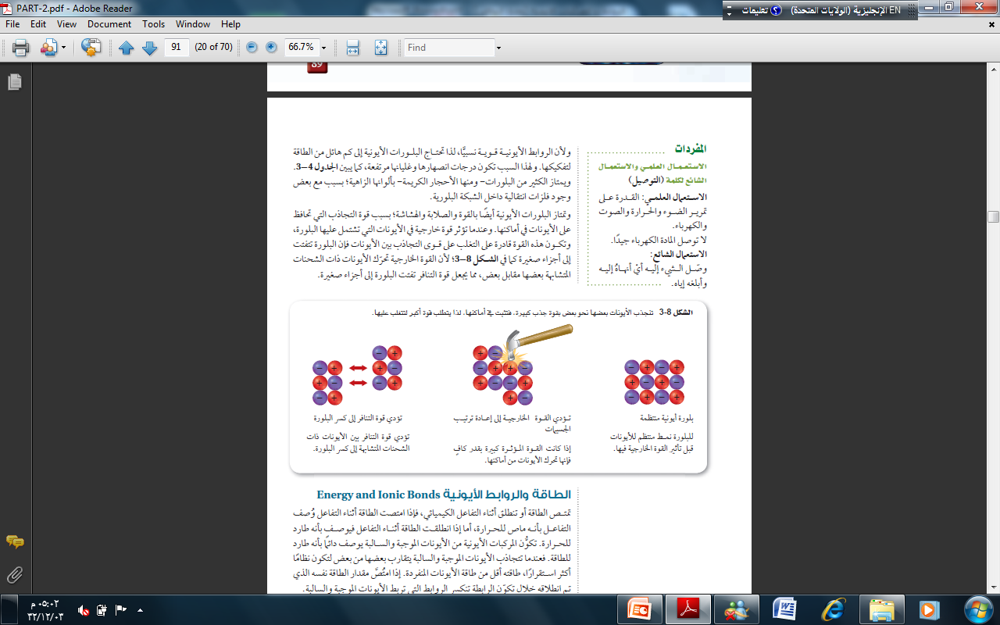 PART-2.pdf - Adobe Reader
EN الإنجليزية (الولايات المتحدة) تعليمات
File Edit View Document Tools Window Help
91 (20 of 70) 66.7% Find
89
المفردات
الاستعمال العلمي والاستعمال
الشائع لكلمة (التوصيل)
الاستعمال العلمي: القدرة على
تمرير الضوء والحرارة والصوت
والكهرباء.
لا توصل المادة الكهرباء جيدًا.
الاستعمال الشائع:
وصّل الشيء إليه أيْ أنهاهُ إليه
وأبلغه إياه.
ولأن الروابط الأيونية قوية نسبيًّا، لذا تحتاج البلورات الأيونية إلى كم هائل من الطاقة
لتفكيكها. ولهذا السبب تكون درجات انصهارها وغليانها مرتفعة، كما يبين الجدول 4–3.
ويمتاز الكثير من البلورات– ومنها الأحجار الكريمة– بألوانها الزاهية؛ بسبب مع بعض
وجود فلزات انتقالية داخل الشبكة البلورية.
وتمتاز البلورات الأيونية أيضًا بالقوة والصلابة والهشاشة؛ بسبب قوة التجاذب التي تحافظ
على الأيونات في أماكنها. وعندما تؤثر قوة خارجية في الأيونات التي تشتمل عليها البلورة،
وتكون هذه القوة قادرة على التغلب على قوى التجاذب بين الأيونات فإن البلورة تتفتت
إلى أجزاء صغيرة كما في الشكل 8–3؛ لأن القوة الخارجية تحرّك الأيونات ذات الشحنات
المتشابهة بعضها مقابل بعض، مما يجعل قوة التنافر تفتت البلورة إلى أجزاء صغيرة.
الشكل 8-3 تنجذب الأيونات بعضها نحو بعض بقوة جذب كبيرة. فتثبت في أماكنها. لذا يتطلب قوة أكبر لتتغلب عليها.
− + − +
+ − + −
− + − +
+ −
− + + −
+ − − +
+ −
− +
− + + −
+ − − +
− +
بلورة أيونية منتظمة
للبلورة نمط منتظم للأيونات
قبل تأثير القوة الخارجية فيها.
تؤدي القوة الخارجية إلى إعادة ترتيب
الجسيمات
إذا كانت القوة المؤثرة كبيرة بقدر كافٍ
فإنها تحرك الأيونات من أماكنها.
تؤدي قوة التنافر إلى كسر البلورة
تؤدي قوة التنافر بين الأيونات ذات
الشحنات المتشابهة إلى كسر البلورة.
الطاقة والروابط الأيونية Energy and Ionic Bonds
تمتص الطاقة أو تنطلق أثناء التفاعل الكيميائي، فإذا امتصت الطاقة أثناء التفاعل وُصف
التفاعل بأنه ماص للحرارة، أما إذا انطلقت الطاقة أثناء التفاعل فيوصف بأنه طارد
للحرارة. تكوُّن المركبات الأيونية من الأيونات الموجبة والسالبة يوصف دائمًا بأنه طارد
للطاقة. فعندما تتجاذب الأيونات الموجبة والسالبة يتقارب بعضها من بعض لتكون نظامًا
أكثر استقرارًا، طاقته أقل من طاقة الأيونات المنفردة. إذا امتُصَّ مقدار الطاقة نفسه الذي
تم انطلاقه خلال تكوّن الرابطة تنكسر الروابط التي تربط الأيونات الموجبة والسالبة.
٠٥:٠٢ م
٣٢/١٢/٠٣